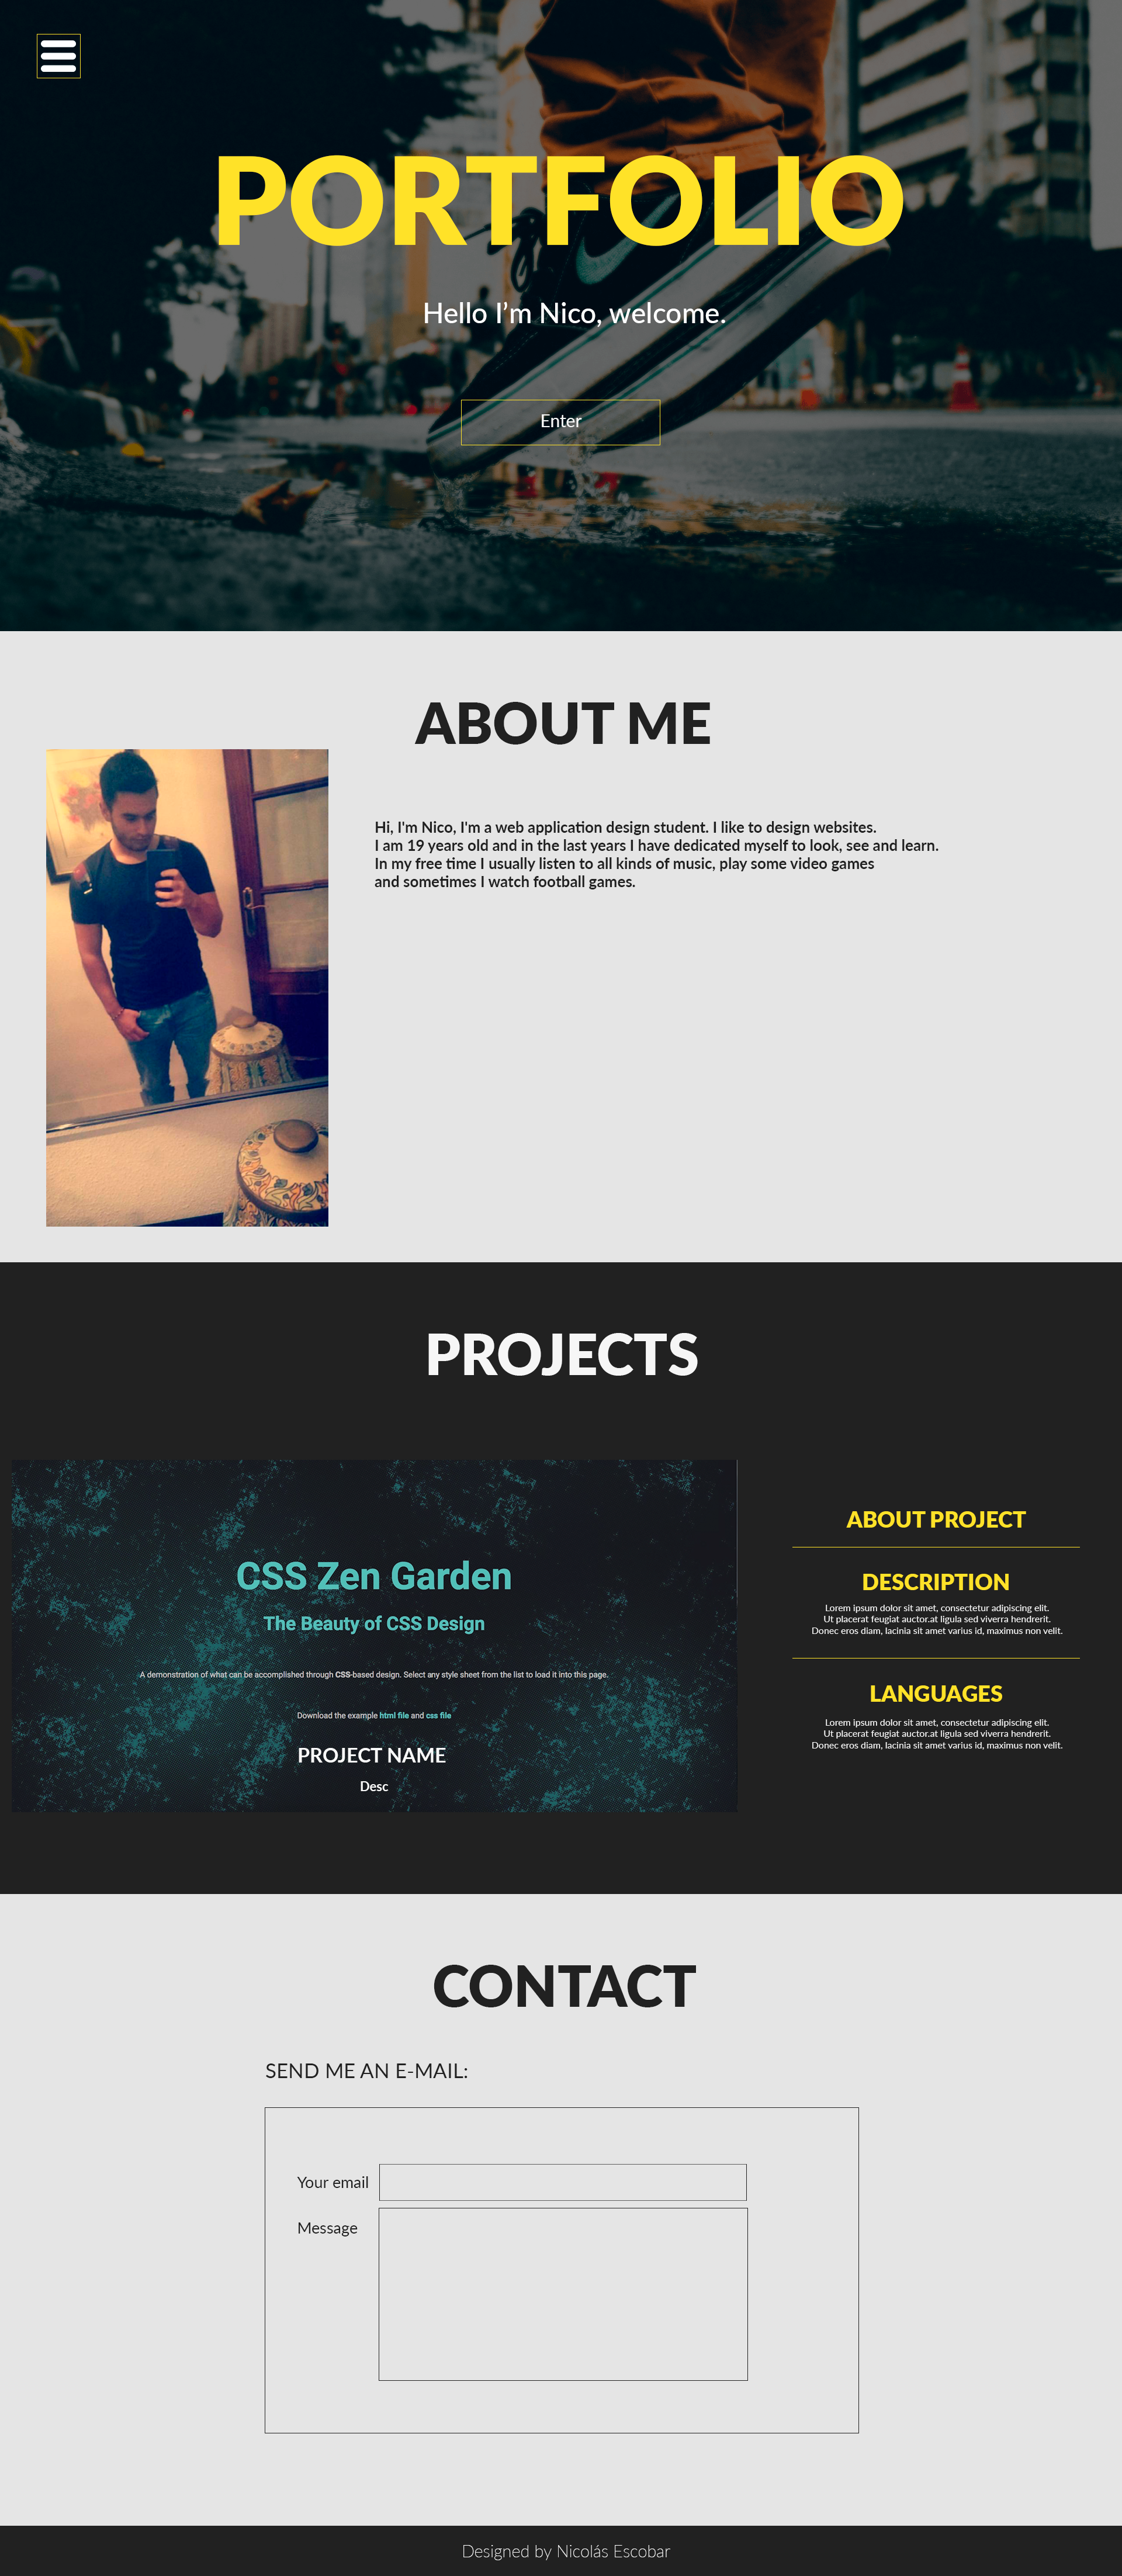 PORTFOLIO
Hello I’m Nico, welcome.
Enter
ABOUT ME
Hi, I'm Nico, I'm a web application design student. I like to design websites.
I am 19 years old and in the last years I have dedicated myself to look, see and learn.
In my free time I usually listen to all kinds of music, play some video games
and sometimes I watch football games.
PROJECTS
CSS Zen Garden
The Beauty of CSS Design
A demonstration of what can be accomplished through CSS-based design. Select any style sheet from the list to load it into this page.
Download the example html file and css file
PROJECT NAME
Desc
ABOUT PROJECT
DESCRIPTION
Lorem ipsum dolor sit amet, consectetur adipiscing elit.
Ut placerat feugiat auctor.at ligula sed viverra hendrerit.
Donec eros diam, lacinia sit amet varius id, maximus non velit.
LANGUAGES
Lorem ipsum dolor sit amet, consectetur adipiscing elit.
Ut placerat feugiat auctor.at ligula sed viverra hendrerit.
Donec eros diam, lacinia sit amet varius id, maximus non velit.
CONTACT
SEND ME AN E-MAIL:
Your email
Message
Designed by Nicolás Escobar